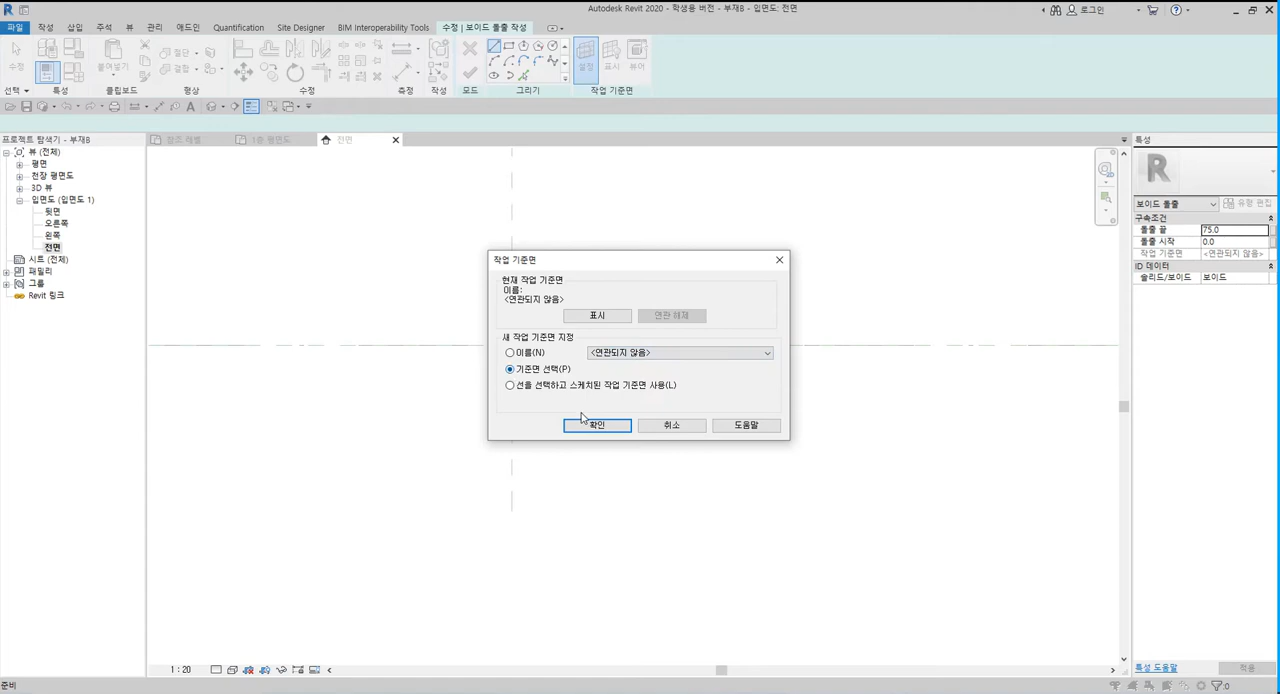 Autodesk Revit 2020 - 학생용 버전 - 부재B - 입면도: 전면
로그인
파일 작성 삽입 주석 뷰 관리 애드인 Quantification Site Designer BIM Interoperability Tools 수정 | 보이드 돌출 작성
수정 붙여넣기 절단 결합 설정 표시 뷰어
선택 특성 클립보드 형상 수정 측정 작성 모드 그리기 작업 기준면
프로젝트 탐색기 - 부재B
참조 레벨 1층 평면도 전면
특성
뷰 (전체)
평면
천장 평면도
3D 뷰
입면도 (입면도 1)
뒷면
오른쪽
왼쪽
전면
시트 (전체)
패밀리
그룹
Revit 링크
작업 기준면
현재 작업 기준면
이름:
<연관되지 않음>
표시 연관 해제
새 작업 기준면 지정
이름(N) <연관되지 않음>
기준면 선택(P)
선을 선택하고 스케치된 작업 기준면 사용(L)
확인 취소 도움말
보이드 돌출 유형 편집
구속조건
돌출 끝 75.0
돌출 시작 0.0
작업 기준면 <연관되지 않음>
ID 데이터
솔리드/보이드 보이드
1 : 20
특성 도움말 적용
준비
:0